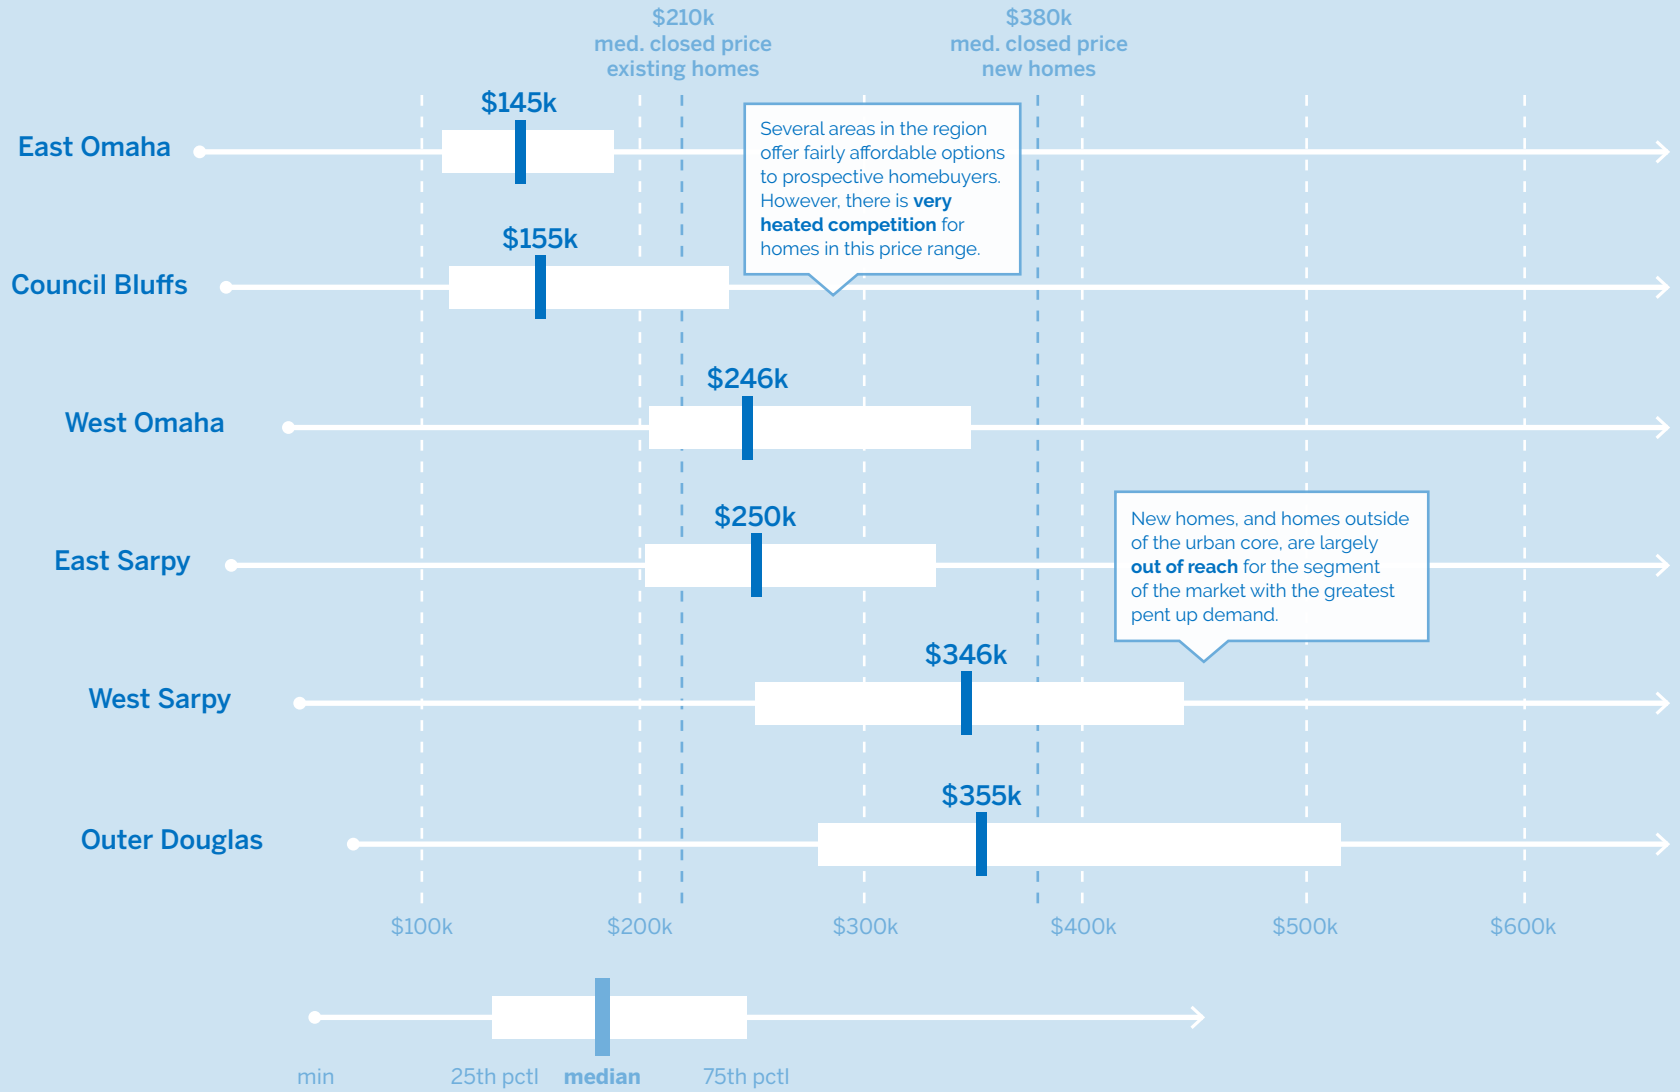 $210k
med. closed price
existing homes
$380k
med. closed price
new homes
$145k
East Omaha
Several areas in the region
offer fairly affordable options
to prospective homebuyers.
However, there is very
heated competition for
homes in this price range.
$155k
Council Bluffs
$246k
West Omaha
$250k
East Sarpy
New homes, and homes outside
of the urban core, are largely
out of reach for the segment
of the market with the greatest
pent up demand.
$346k
West Sarpy
$355k
Outer Douglas
$100k
$200k
$300k
$400k
$500k
$600k
min
25th pctl
median
75th pctl